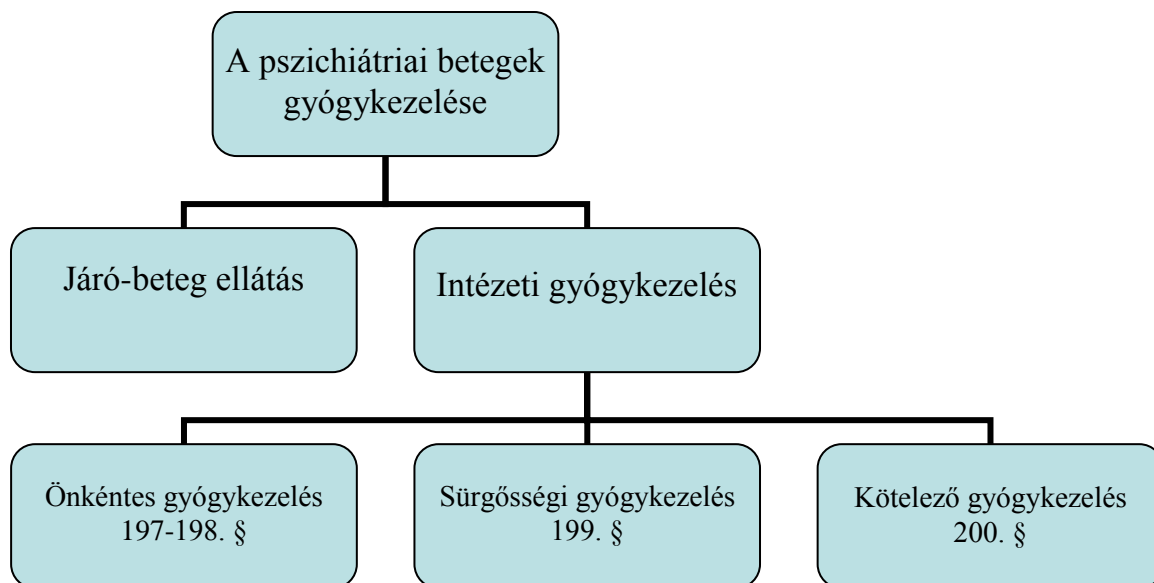 A pszichiátriai betegek
gyógykezelése
Járó-beteg ellátás
Intézeti gyógykezelés
Önkéntes gyógykezelés
197-198. §
Sürgősségi gyógykezelés
199. §
Kötelező gyógykezelés
200. §